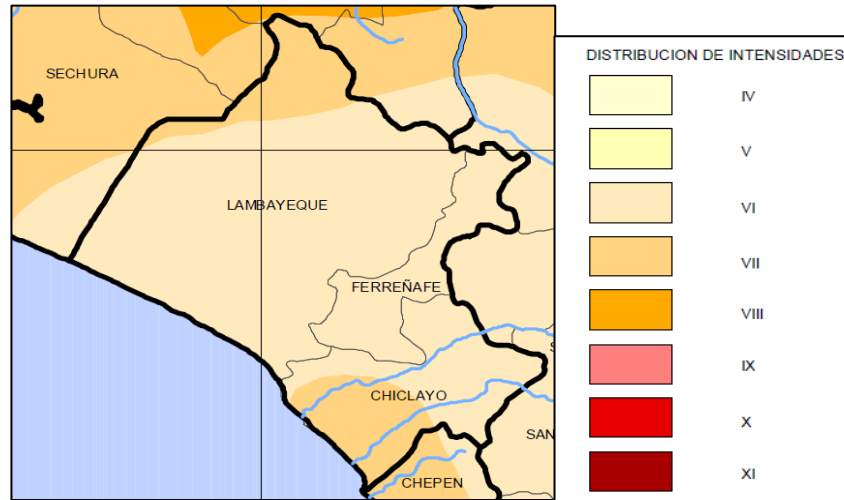 SECHURA
LAMBAYEQUE
FERREÑAFE
CHICLAYO
SAN
CHEPEN
DISTRIBUCION DE INTENSIDADES
IV
V
VI
VII
VIII
IX
X
XI